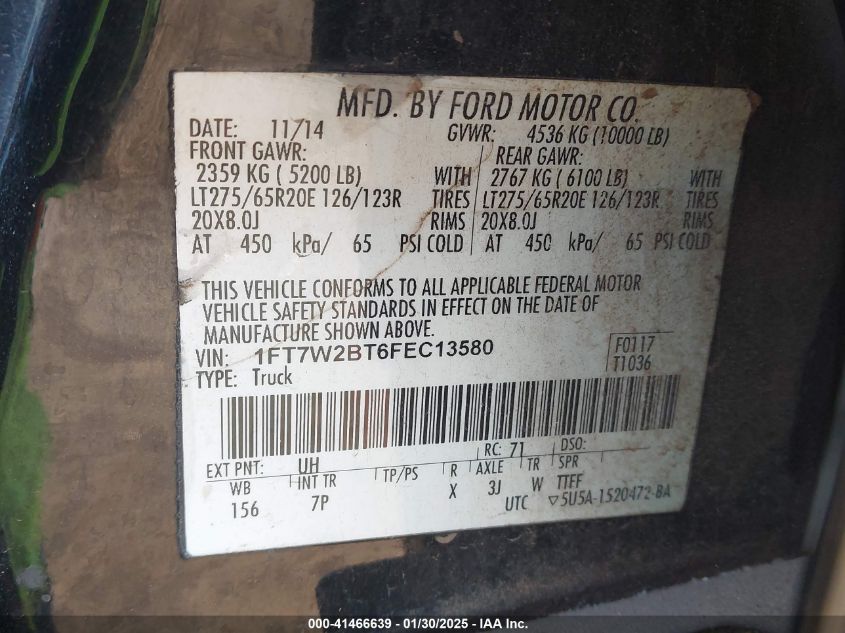 MFD. BY FORD MOTOR CO.
DATE: 11/14 GVWR: 4536 KG (10000 LB)
FRONT GAWR: REAR GAWR:
2359 KG ( 5200 LB) WITH 2767 KG ( 6100 LB) WITH
LT275/65R20E 126/123R TIRES LT275/65R20E 126/123R TIRES
20X8.0J RIMS 20X8.0J RIMS
AT 450 kPa/ 65 PSI COLD AT 450 kPa/ 65 PSI COLD
THIS VEHICLE CONFORMS TO ALL APPLICABLE FEDERAL MOTOR
VEHICLE SAFETY STANDARDS IN EFFECT ON THE DATE OF
MANUFACTURE SHOWN ABOVE.
VIN: 1FT7W2BT6FEC13580 F0117
TYPE: Truck T1036
EXT PNT: UH RC: 71 DSO:
WB INT TR TP/PS R AXLE TR SPR
156 7P X 3J W TTFF
UTC ▽5U5A-1520472-BA
000-41466639 - 01/30/2025 - IAA Inc.